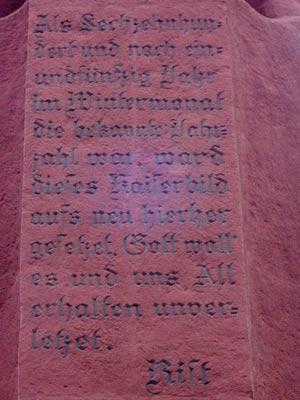 Als Sechzehnhun-
dert und noch ein-
undfünfzig Jahr
im Wintermonat
die bekannte Jahr-
zahl war, ward
dieses Kaiserbild
aufs neu hierher
gesetzet. Gott woll'
es und uns All
erhalten unver-
letzet.
Rist